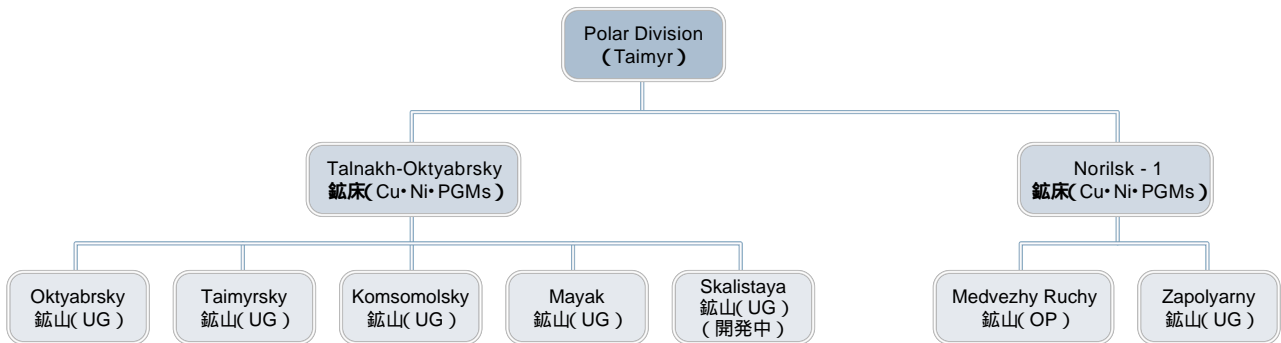 Polar Division
(Taimyr)
Talnakh-Oktyabrsky
鉱床(Cu・Ni・PGMs)
Norilsk - 1
鉱床(Cu・Ni・PGMs)
Oktyabrsky
鉱山(UG)
Taimyrsky
鉱山(UG)
Komsomolsky
鉱山(UG)
Mayak
鉱山(UG)
Skalistaya
鉱山(UG)
(開発中)
Medvezhy Ruchy
鉱山(OP)
Zapolyarny
鉱山(UG)